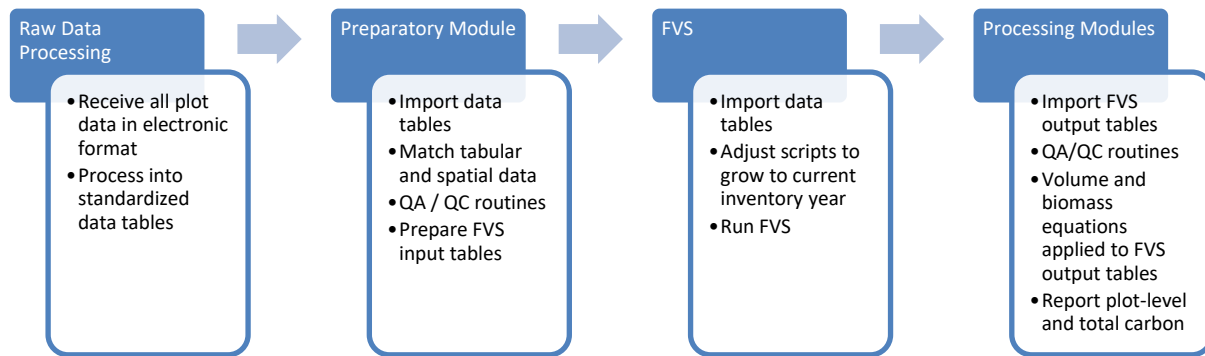 Raw Data
Processing
• Receive all plot
data in electronic
format
• Process into
standardized
data tables
Preparatory Module
• Import data
tables
• Match tabular
and spatial data
• QA / QC routines
• Prepare FVS
input tables
FVS
• Import data
tables
• Adjust scripts to
grow to current
inventory year
• Run FVS
Processing Modules
• Import FVS
output tables
• QA/QC routines
• Volume and
biomass
equations
applied to FVS
output tables
• Report plot-level
and total carbon